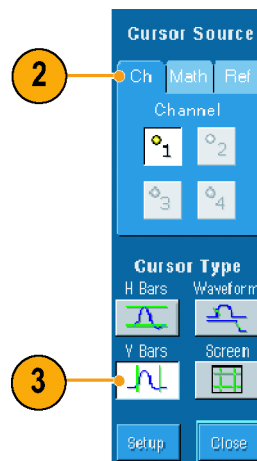 Cursor Source
2
Ch Math Ref
Channel
1 2
3 4
Cursor Type
H Bars Waveform
V Bars Screen
3
Setup Close